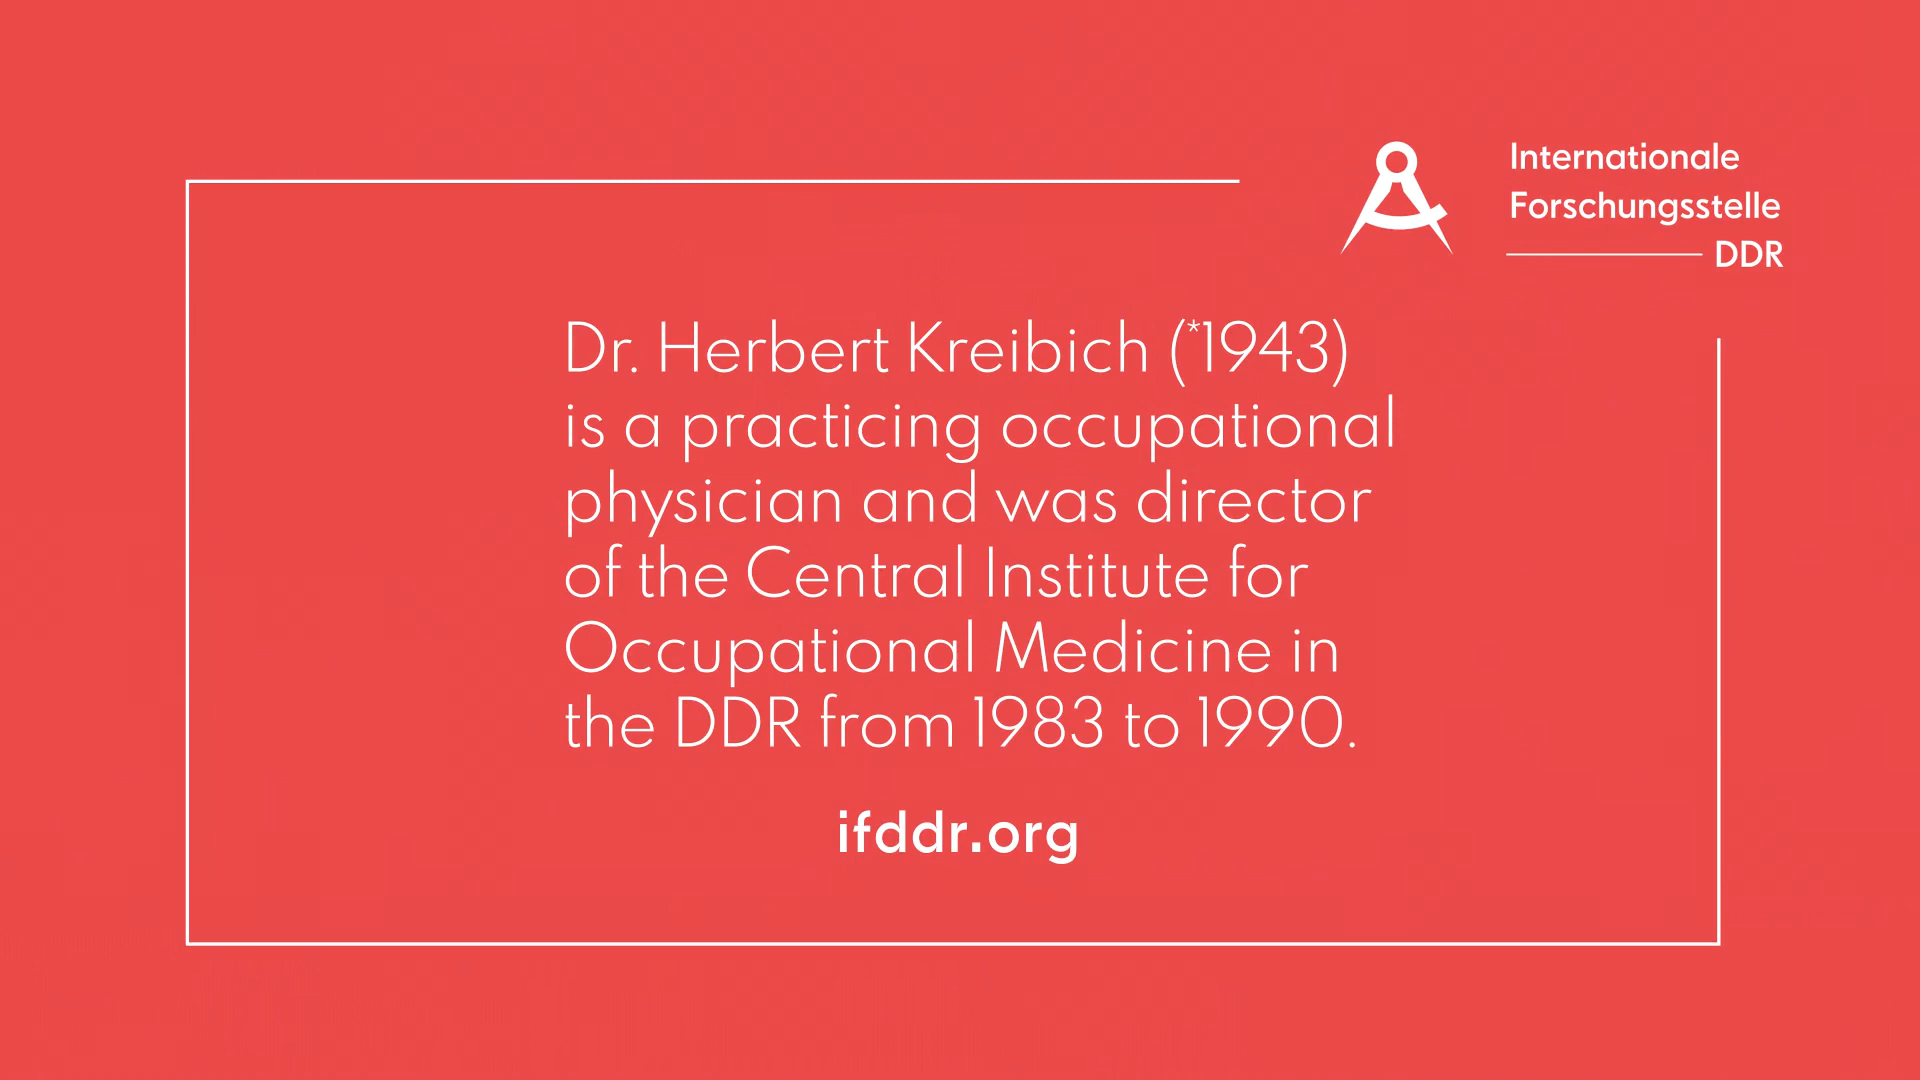 Internationale
Forschungsstelle
DDR
Dr. Herbert Kreibich (*1943)
is a practicing occupational
physician and was director
of the Central Institute for
Occupational Medicine in
the DDR from 1983 to 1990.
ifddr.org